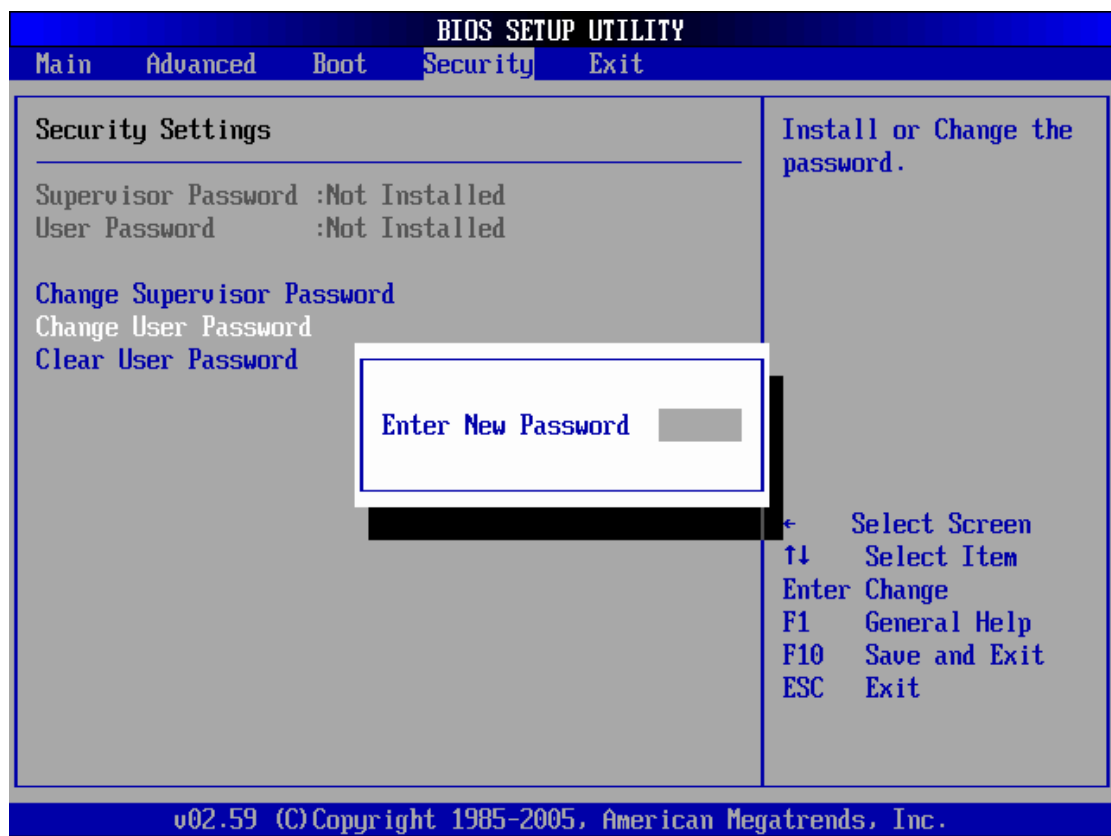 BIOS SETUP UTILITY
Main Advanced Boot Security Exit
Security Settings
Supervisor Password :Not Installed
User Password :Not Installed
Change Supervisor Password
Change User Password
Clear User Password
Enter New Password
Install or Change the
password.
← Select Screen
↑↓ Select Item
Enter Change
F1 General Help
F10 Save and Exit
ESC Exit
v02.59 (C)Copyright 1985-2005, American Megatrends, Inc.